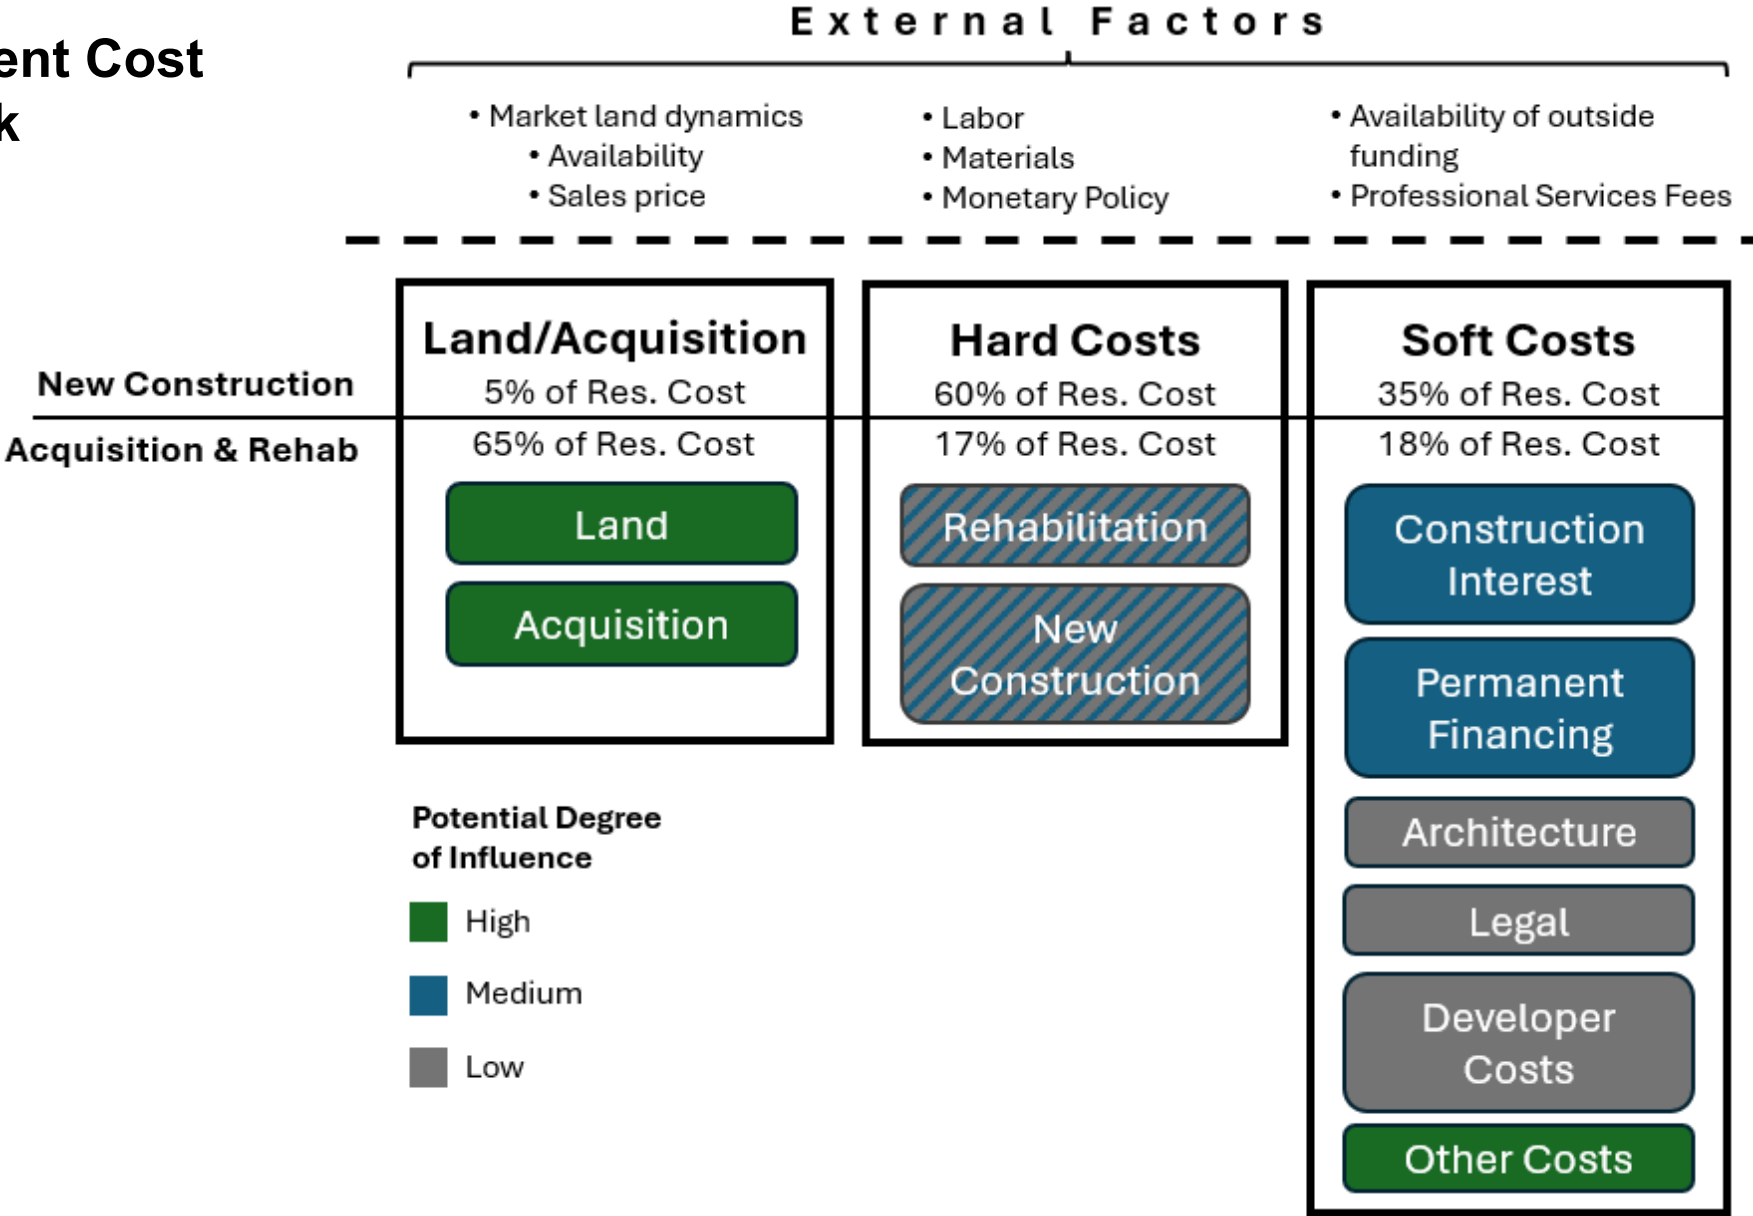 External Factors
ent Cost
k
• Market land dynamics
• Availability
• Sales price
• Labor
• Materials
• Monetary Policy
• Availability of outside
funding
• Professional Services Fees
New Construction
Acquisition & Rehab
Land/Acquisition
5% of Res. Cost
65% of Res. Cost
Land
Acquisition
Hard Costs
60% of Res. Cost
17% of Res. Cost
Rehabilitation
New
Construction
Soft Costs
35% of Res. Cost
18% of Res. Cost
Construction
Interest
Permanent
Financing
Architecture
Legal
Developer
Costs
Other Costs
Potential Degree
of Influence
High
Medium
Low